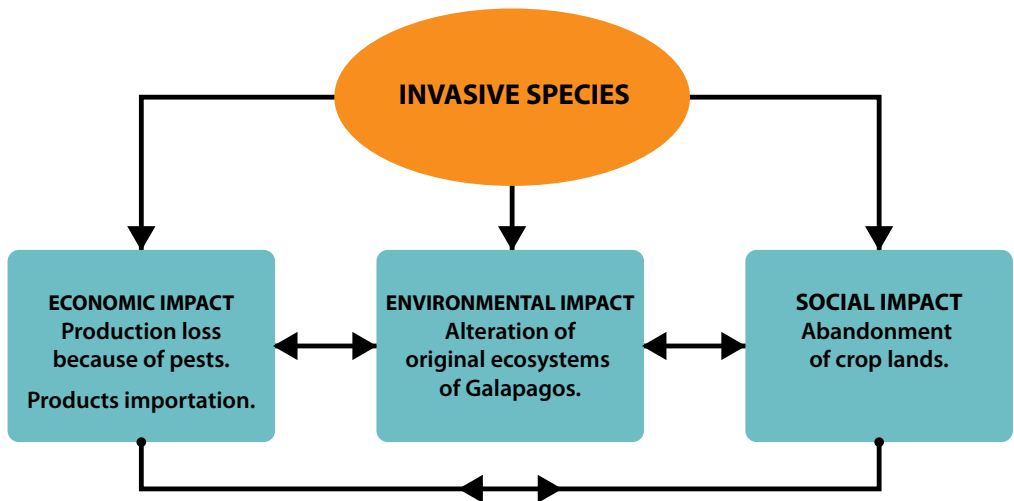 INVASIVE SPECIES
ECONOMIC IMPACT
Production loss
because of pests.
Products importation.
ENVIRONMENTAL IMPACT
Alteration of
original ecosystems
of Galapagos.
SOCIAL IMPACT
Abandonment
of crop lands.